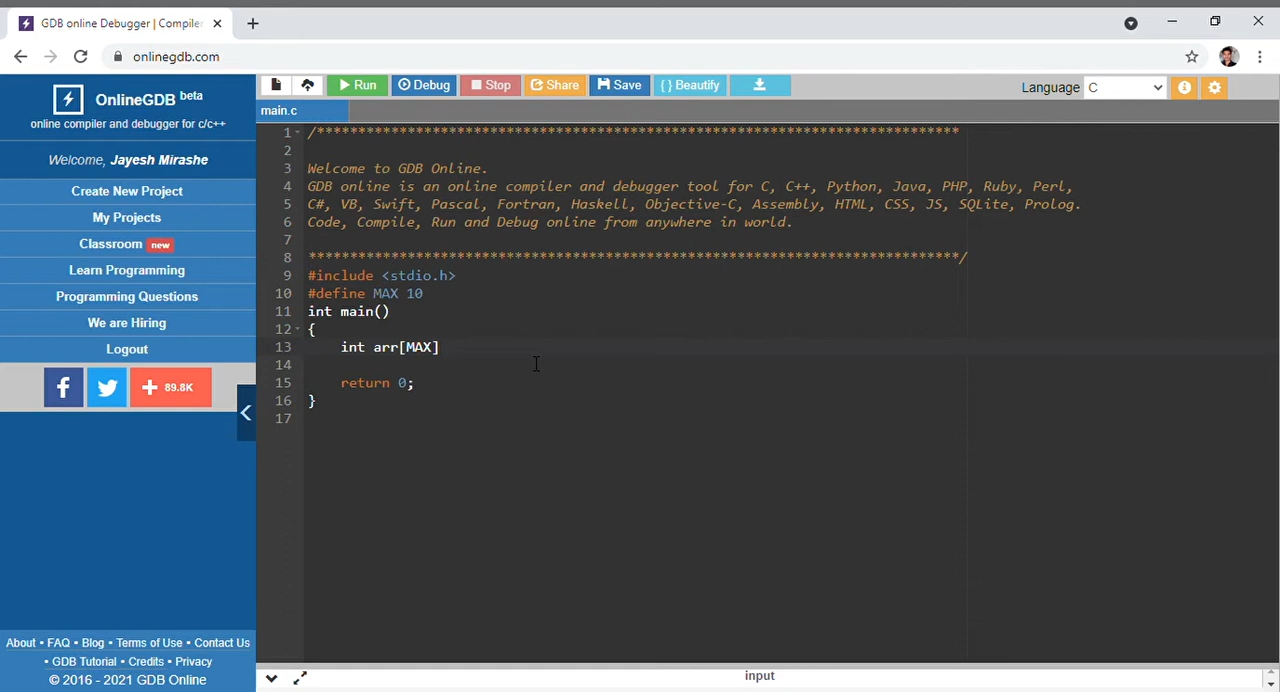 GDB online Debugger | Compiler
onlinegdb.com
OnlineGDB beta
online compiler and debugger for c/c++
Welcome, Jayesh Mirashe
Create New Project
My Projects
Classroom new
Learn Programming
Programming Questions
We are Hiring
Logout
f + 89.8K
About • FAQ • Blog • Terms of Use • Contact Us
• GDB Tutorial • Credits • Privacy
© 2016 - 2021 GDB Online
Run Debug Stop Share Save { } Beautify
Language C
main.c
1 /******************************************************************************
2
3 Welcome to GDB Online.
4 GDB online is an online compiler and debugger tool for C, C++, Python, Java, PHP, Ruby, Perl,
5 C#, VB, Swift, Pascal, Fortran, Haskell, Objective-C, Assembly, HTML, CSS, JS, SQLite, Prolog.
6 Code, Compile, Run and Debug online from anywhere in world.
7
8 *******************************************************************************/
9 #include <stdio.h>
10 #define MAX 10
11 int main()
12 {
13 int arr[MAX]
14
15 return 0;
16 }
17
input